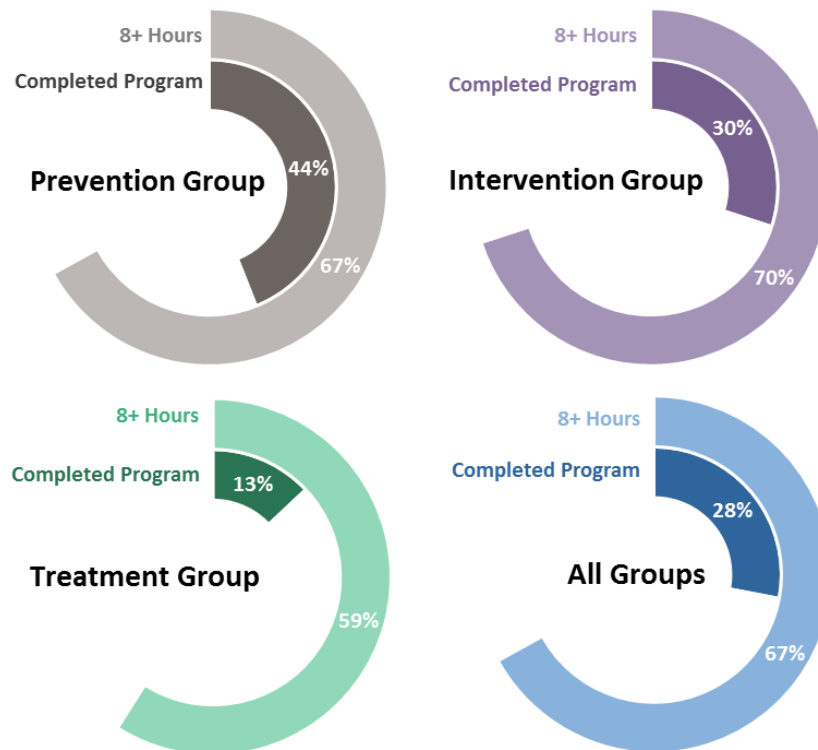 8+ Hours
Completed Program
44%
Prevention Group
67%
8+ Hours
Completed Program
30%
Intervention Group
70%
8+ Hours
Completed Program
13%
Treatment Group
59%
8+ Hours
Completed Program
28%
All Groups
67%